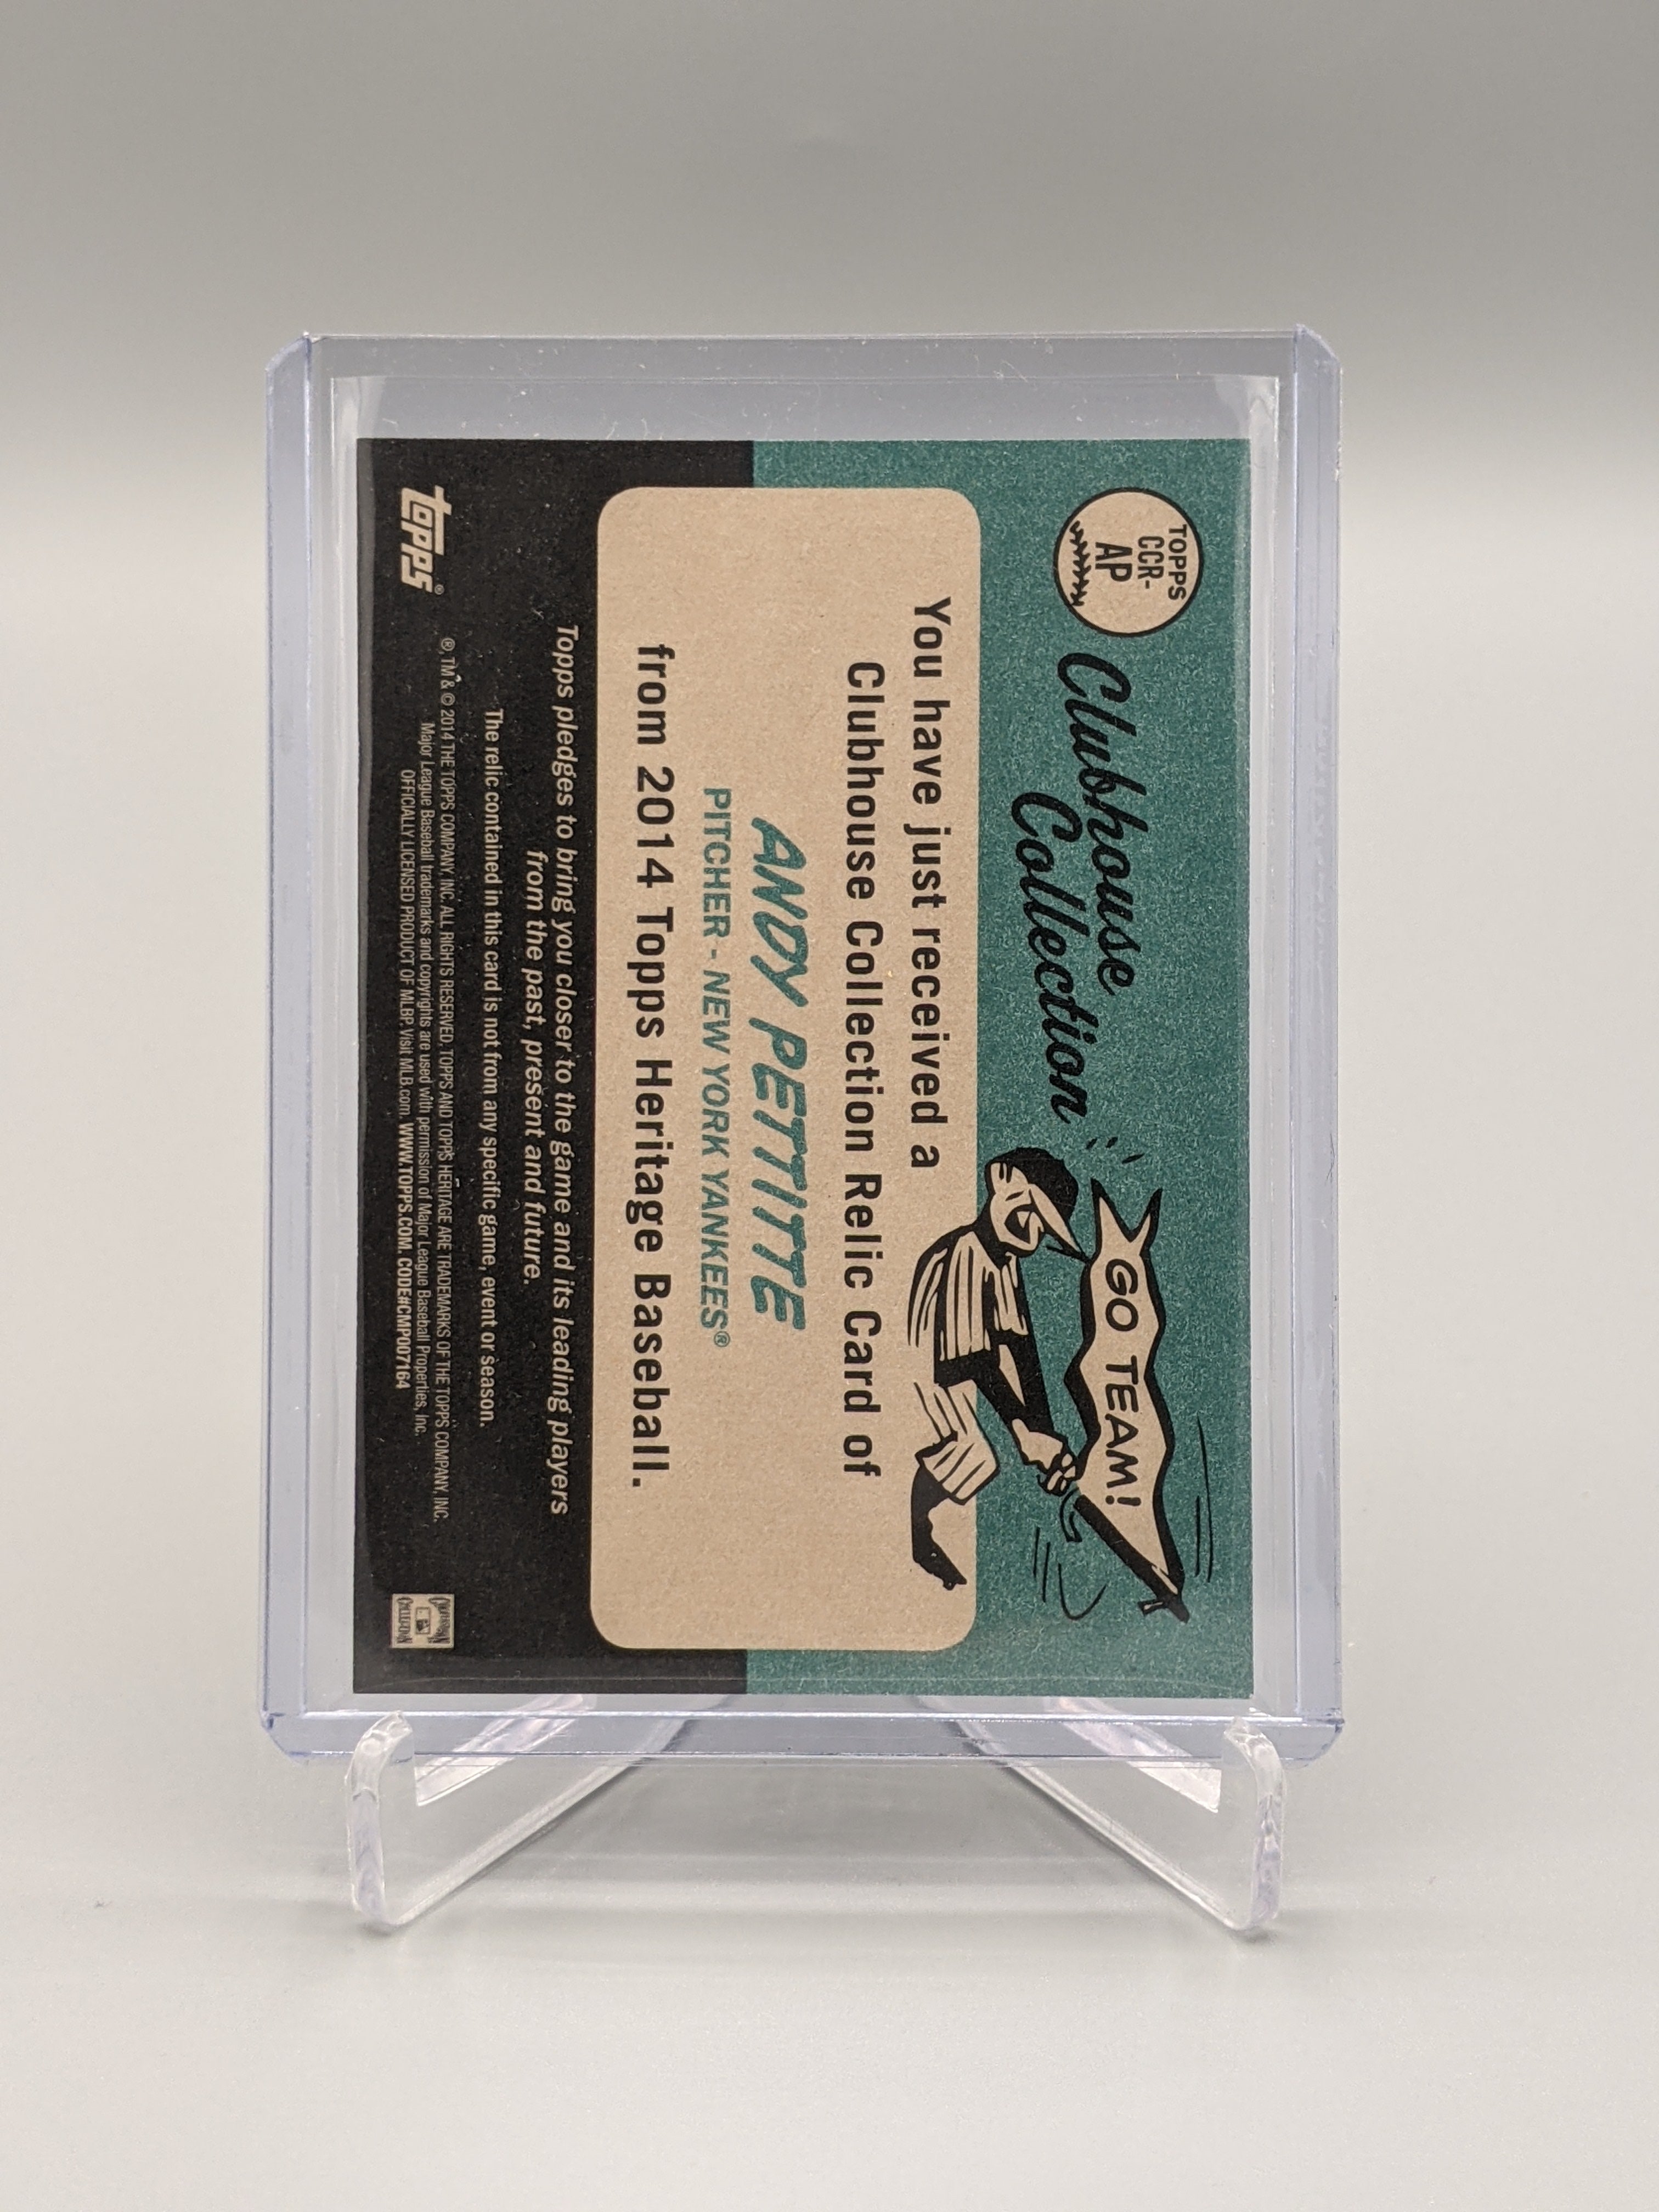 TOPPS
CCR-
AP
Clubhouse
Collection
GO TEAM!
You have just received a
Clubhouse Collection Relic Card of
ANDY PETTITTE
PITCHER - NEW YORK YANKEES®
from 2014 Topps Heritage Baseball.
Topps pledges to bring you closer to the game and its leading players
from the past, present and future.
The relic contained in this card is not from any specific game, event or season.
®, TM & © 2014 THE TOPPS COMPANY, INC. ALL RIGHTS RESERVED. TOPPS AND TOPPS HERITAGE ARE TRADEMARKS OF THE TOPPS COMPANY, INC.
Major League Baseball trademarks and copyrights are used with permission of Major League Baseball Properties, Inc.
OFFICIALLY LICENSED PRODUCT OF MLBP. Visit MLB.com. WWW.TOPPS.COM. CODE#CMP007164
topps®
COLLECTION